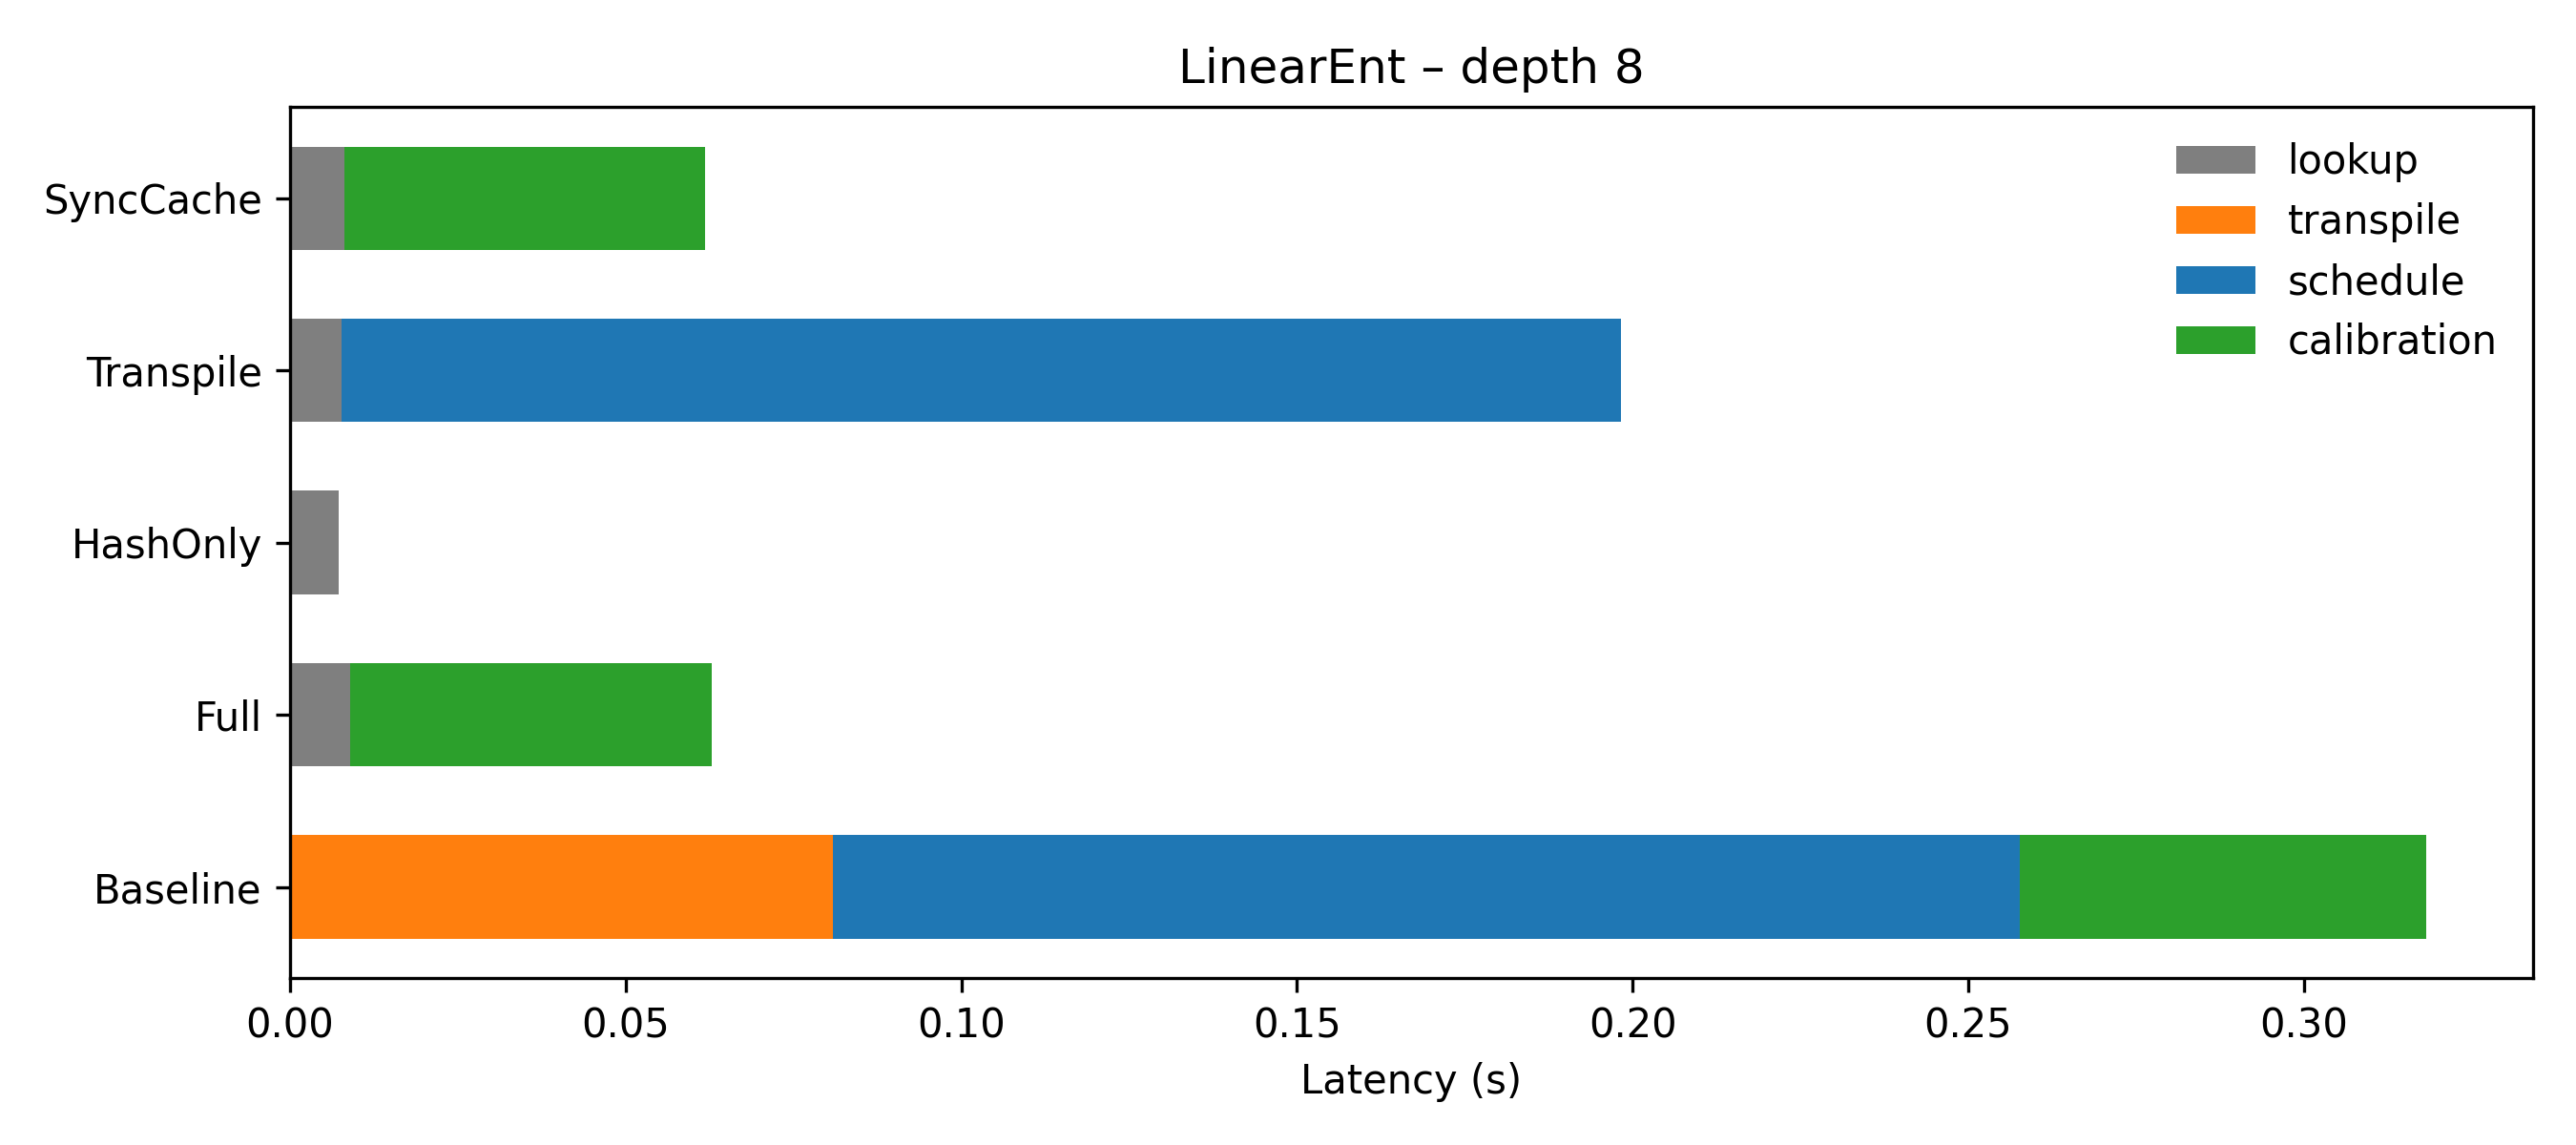 LinearEnt – depth 8
lookup
transpile
schedule
calibration
SyncCache
Transpile
HashOnly
Full
Baseline
0.00 0.05 0.10 0.15 0.20 0.25 0.30
Latency (s)